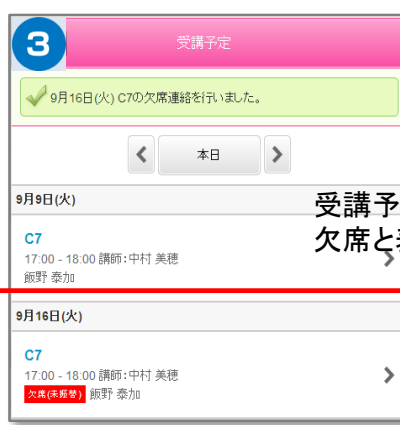 3
受講予定
9月16日(火) C7の欠席連絡を行いました。
本日
9月9日(火)
受講予
欠席と
C7
17:00 - 18:00 講師:中村 美穂
飯野 泰加
9月16日(火)
C7
17:00 - 18:00 講師:中村 美穂
欠席(未振替) 飯野 泰加